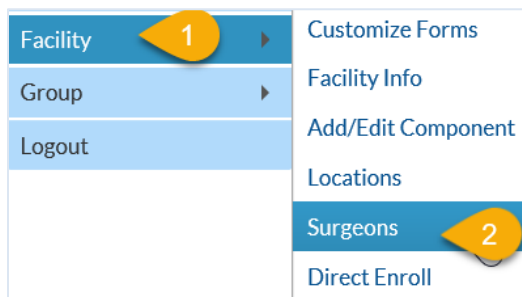 Facility
1
Group
Logout
Customize Forms
Facility Info
Add/Edit Component
Locations
Surgeons
2
Direct Enroll